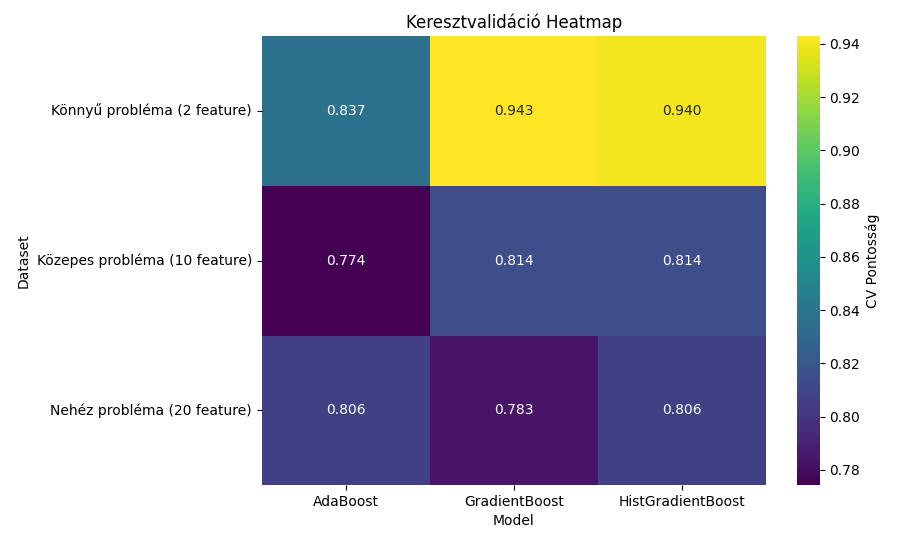 Keresztvalidáció Heatmap
Könnyű probléma (2 feature)
0.837
0.943
0.940
Közepes probléma (10 feature)
0.774
0.814
0.814
Nehéz probléma (20 feature)
0.806
0.783
0.806
Dataset
AdaBoost
GradientBoost
HistGradientBoost
Model
0.94
0.92
0.90
0.88
0.86
0.84
0.82
0.80
0.78
CV Pontosság